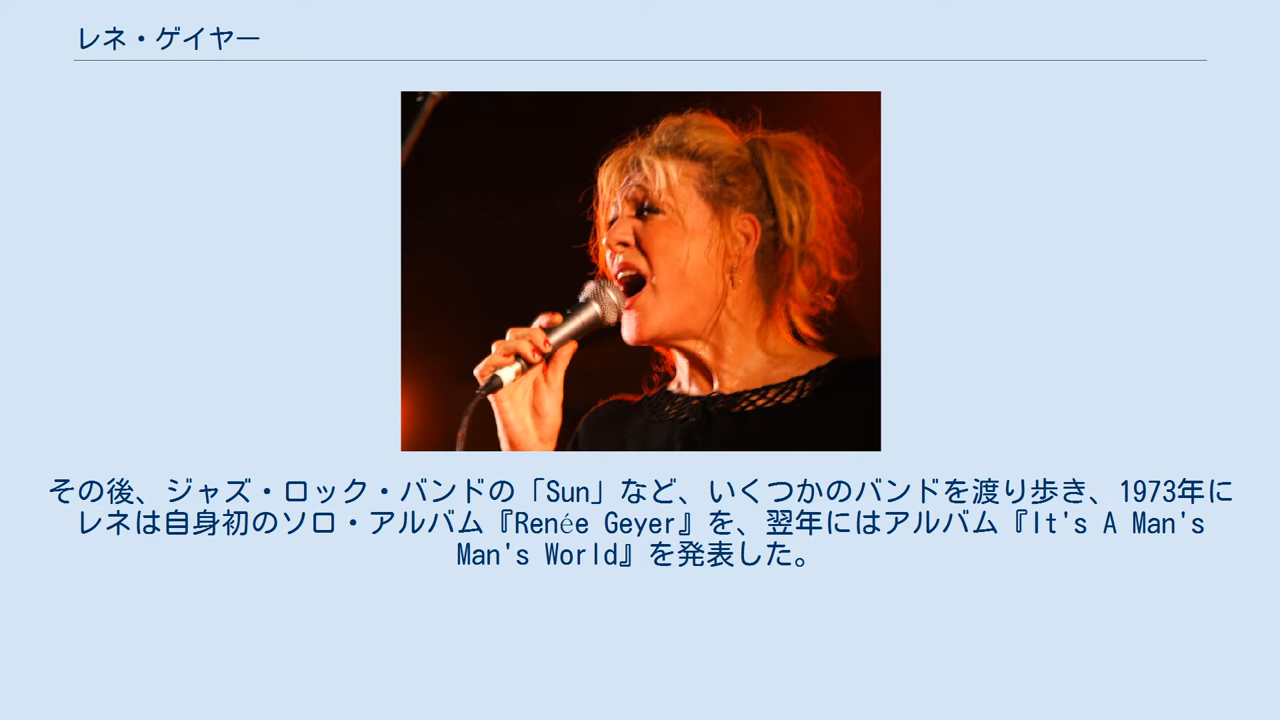 レネ・ゲイヤー
その後、ジャズ・ロック・バンドの「Sun」など、いくつかのバンドを渡り歩き、1973年に
レネは自身初のソロ・アルバム『Renée Geyer』を、翌年にはアルバム『It's A Man's
Man's World』を発表した。